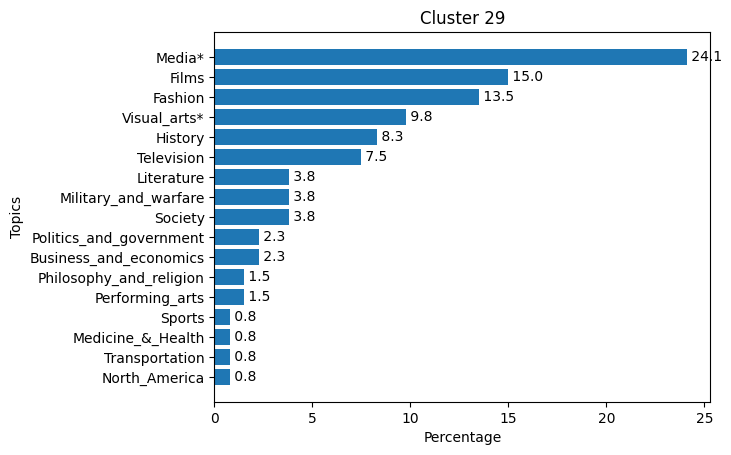 Cluster 29
Media* 24.1
Films 15.0
Fashion 13.5
Visual_arts* 9.8
History 8.3
Television 7.5
Literature 3.8
Military_and_warfare 3.8
Society 3.8
Politics_and_government 2.3
Business_and_economics 2.3
Philosophy_and_religion 1.5
Performing_arts 1.5
Sports 0.8
Medicine_&_Health 0.8
Transportation 0.8
North_America 0.8
Topics
0 5 10 15 20 25
Percentage